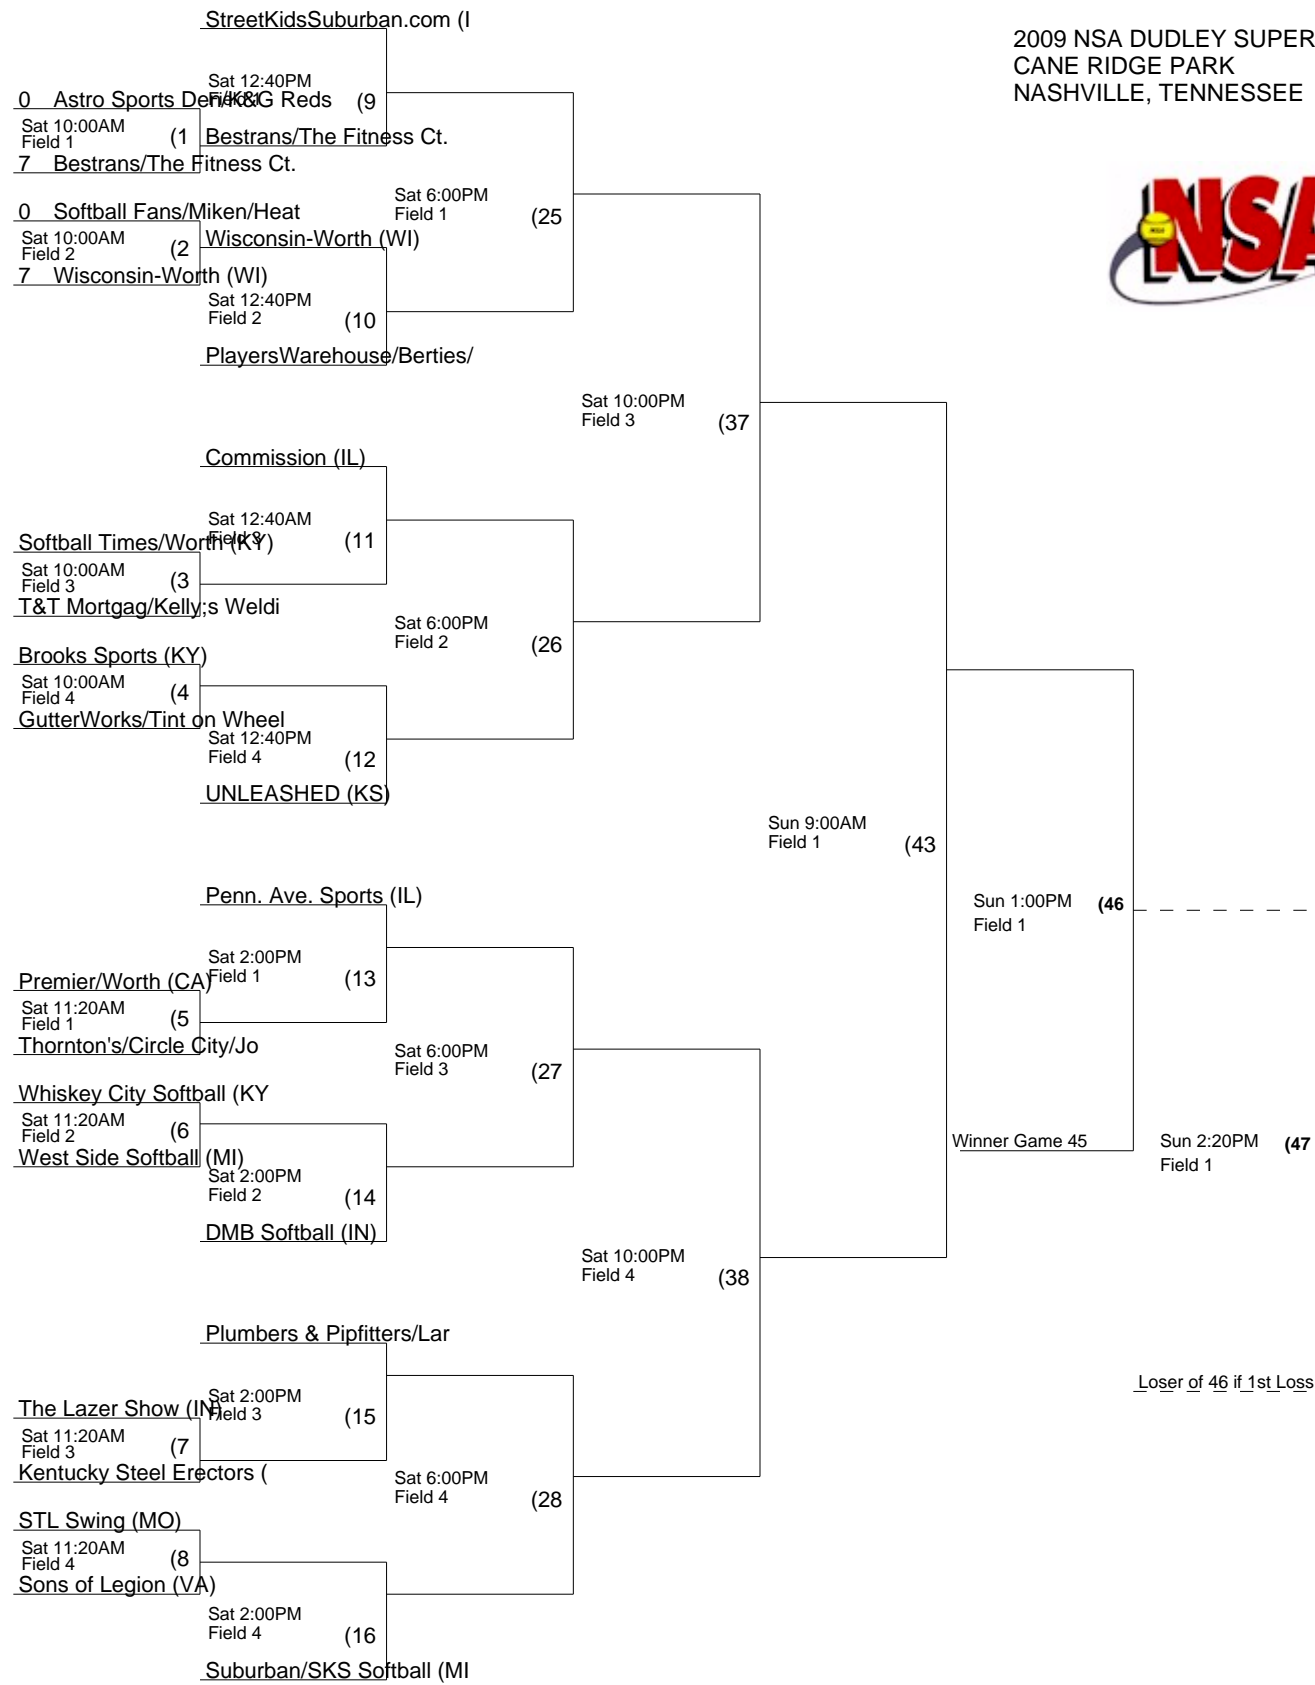 StreetKidsSuburban.com (I
2009 NSA DUDLEY SUPER
CANE RIDGE PARK
NASHVILLE, TENNESSEE
NSA
Sat 12:40PM
Field 1
(9
0 Astro Sports Den/K&G Reds
Sat 10:00AM
Field 1
(1
Bestrans/The Fitness Ct.
7 Bestrans/The Fitness Ct.
Sat 6:00PM
Field 1
(25
0 Softball Fans/Miken/Heat
Sat 10:00AM
Field 2
(2
Wisconsin-Worth (WI)
7 Wisconsin-Worth (WI)
Sat 12:40PM
Field 2
(10
PlayersWarehouse/Berties/
Sat 10:00PM
Field 3
(37
Commission (IL)
Sat 12:40AM
Field 3
(11
Softball Times/Worth (KY)
Sat 10:00AM
Field 3
(3
T&T Mortgag/Kelly;s Weldi
Sat 6:00PM
Field 2
(26
Brooks Sports (KY)
Sat 10:00AM
Field 4
(4
GutterWorks/Tint on Wheel
Sat 12:40PM
Field 4
(12
UNLEASHED (KS)
Sun 9:00AM
Field 1
(43
Penn. Ave. Sports (IL)
Sun 1:00PM
Field 1
(46
Sat 2:00PM
Field 1
(13
Premier/Worth (CA)
Sat 11:20AM
Field 1
(5
Thornton's/Circle City/Jo
Sat 6:00PM
Field 3
(27
Whiskey City Softball (KY
Sat 11:20AM
Field 2
(6
West Side Softball (MI)
Winner Game 45
Sun 2:20PM
Field 1
(47
Sat 2:00PM
Field 2
(14
DMB Softball (IN)
Sat 10:00PM
Field 4
(38
Plumbers & Pipfitters/Lar
Loser of 46 if 1st Loss
Sat 2:00PM
Field 3
(15
The Lazer Show (IN)
Sat 11:20AM
Field 3
(7
Kentucky Steel Erectors (
Sat 6:00PM
Field 4
(28
STL Swing (MO)
Sat 11:20AM
Field 4
(8
Sons of Legion (VA)
Sat 2:00PM
Field 4
(16
Suburban/SKS Softball (MI